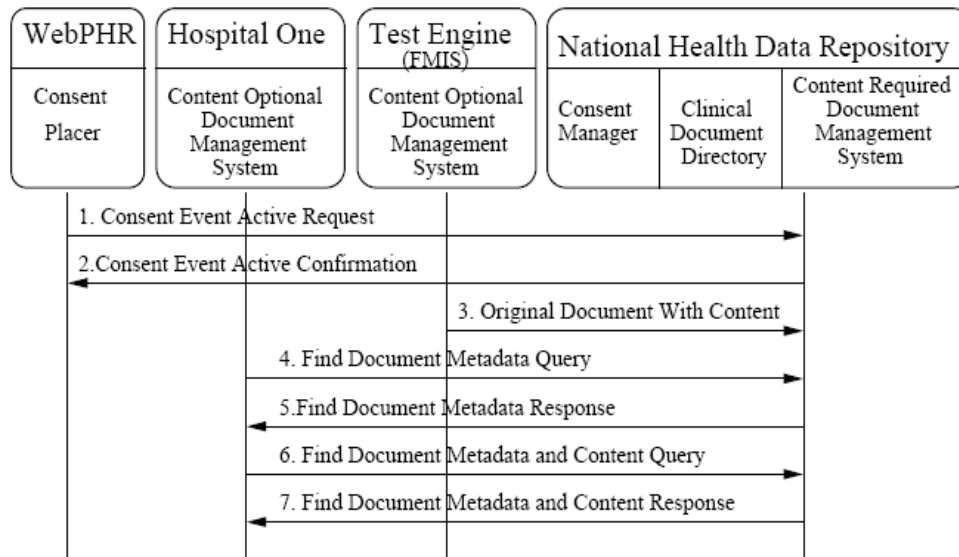 WebPHR
Consent
Placer
Hospital One
Content Optional
Document
Management
System
Test Engine
(FMIS)
Content Optional
Document
Management
System
National Health Data Repository
Consent
Manager
Clinical
Document
Directory
Content Required
Document
Management
System
1. Consent Event Active Request
2.Consent Event Active Confirmation
3. Original Document With Content
4. Find Document Metadata Query
5.Find Document Metadata Response
6. Find Document Metadata and Content Query
7. Find Document Metadata and Content Response